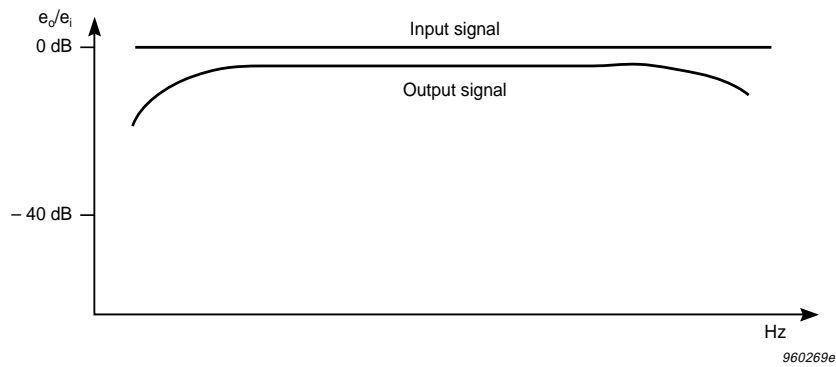 eₒ/eᵢ
0 dB
Input signal
Output signal
– 40 dB
Hz
960269e